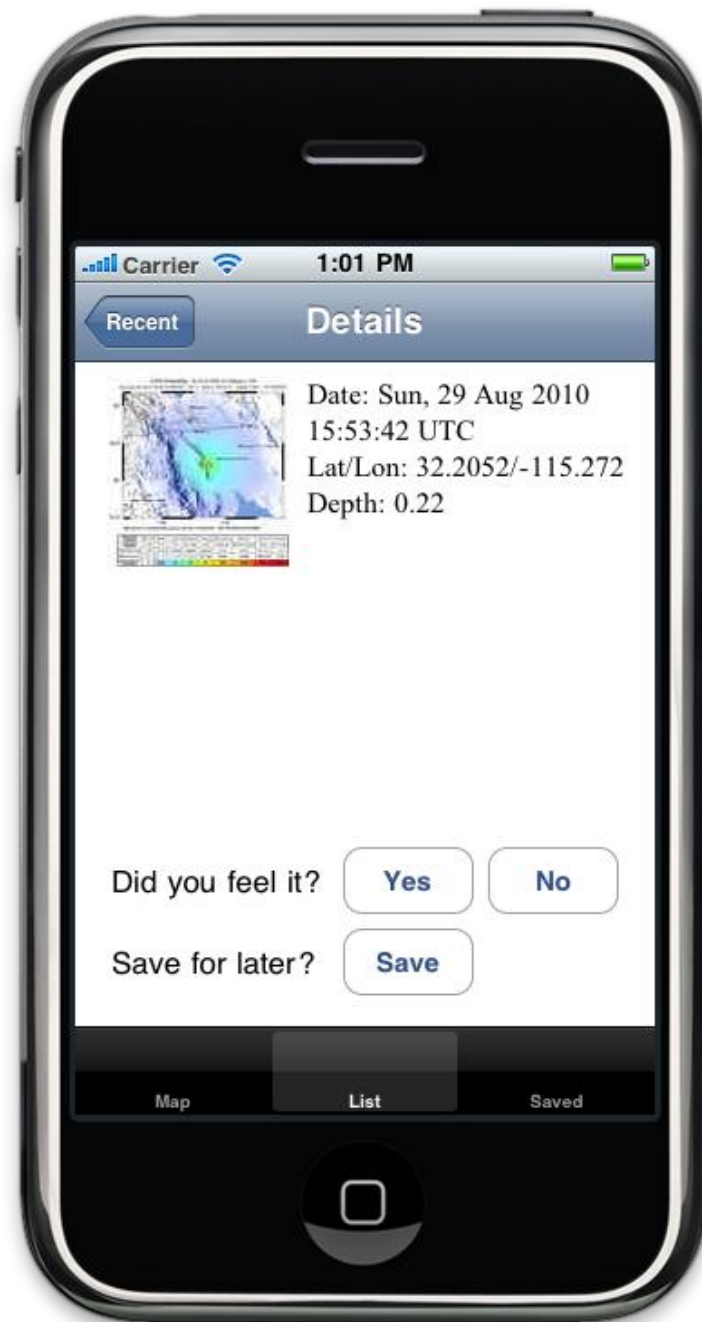 Carrier 1:01 PM
Recent Details
Date: Sun, 29 Aug 2010
15:53:42 UTC
Lat/Lon: 32.2052/-115.272
Depth: 0.22
Did you feel it? Yes No
Save for later? Save
Map List Saved